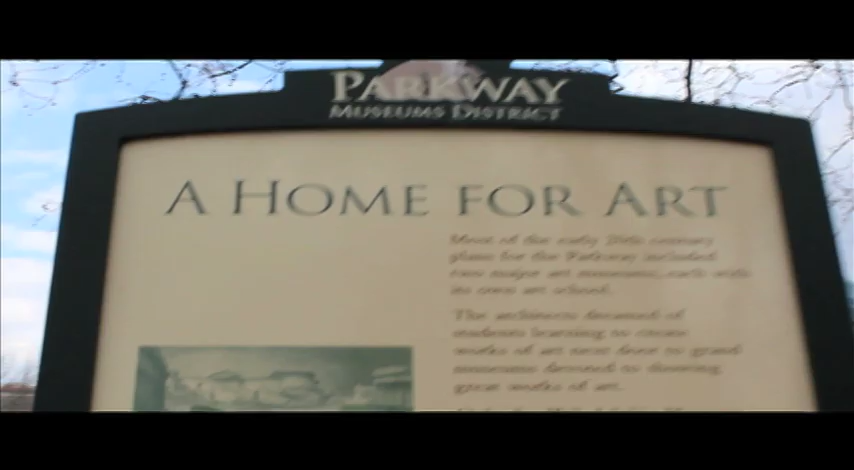 PARKWAY
MUSEUMS DISTRICT
A HOME FOR ART
Most of the early 20th century
plans for the Parkway included
two major art museums, each with
its own art school.
The architects dreamed of
students learning to create
works of art next door to grand
museums devoted to showing
great works of art.